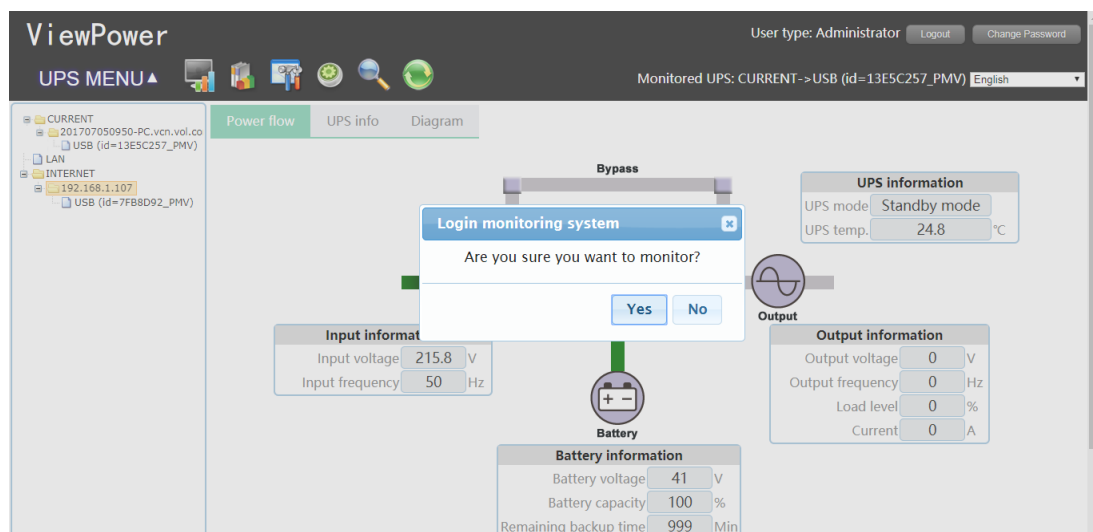 ViewPower
User type: Administrator Logout Change Password
UPS MENU▲
Monitored UPS: CURRENT->USB (id=13E5C257_PMV) English
CURRENT
201707050950-PC.vcn.vol.co
USB (id=13E5C257_PMV)
LAN
INTERNET
192.168.1.107
USB (id=7FB8D92_PMV)
Power flow UPS info Diagram
Bypass
UPS information
UPS mode Standby mode
UPS temp. 24.8 °C
Login monitoring system
Are you sure you want to monitor?
Yes No
Output
Input informat
Input voltage 215.8 V
Input frequency 50 Hz
Output information
Output voltage 0 V
Output frequency 0 Hz
Load level 0 %
Current 0 A
Battery
Battery information
Battery voltage 41 V
Battery capacity 100 %
Remaining backup time 999 Min